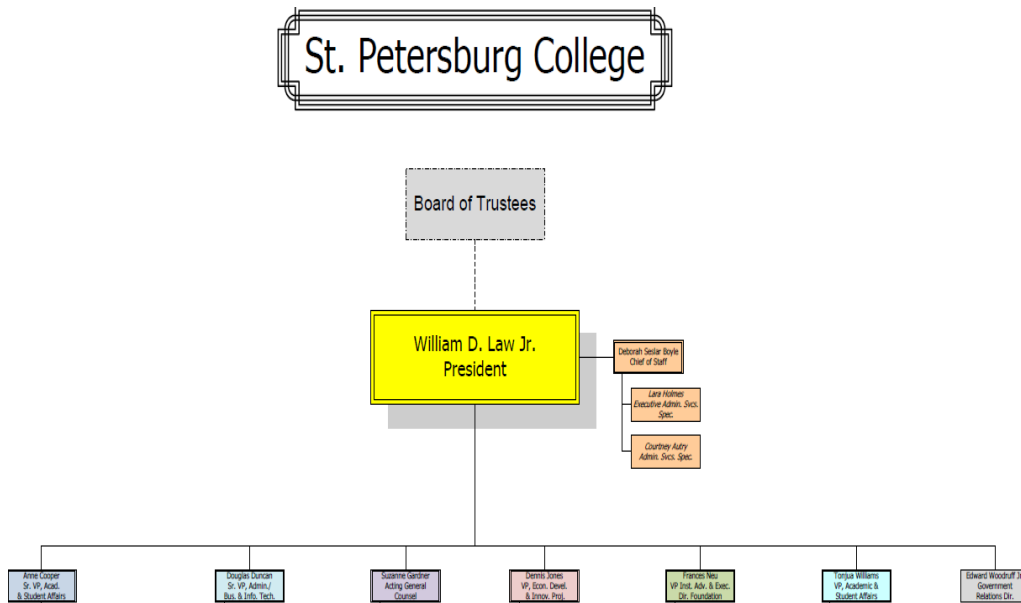 St. Petersburg College
Board of Trustees
William D. Law Jr.
President
Deborah Seslar Boyle
Chief of Staff
Lara Holmes
Executive Admin. Svcs.
Spec.
Courtney Autry
Admin. Svcs. Spec.
Anne Cooper
Sr. VP, Acad.
& Student Affairs
Douglas Duncan
Sr. VP, Admin./
Bus. & Info. Tech.
Suzanne Gardner
Acting General
Counsel
Dennis Jones
VP, Econ. Devel.
& Innov. Proj.
Frances Neu
VP Inst. Adv. & Exec.
Dir. Foundation
Tonjua Williams
VP, Academic &
Student Affairs
Edward Woodruff
Government
Relations Dir.